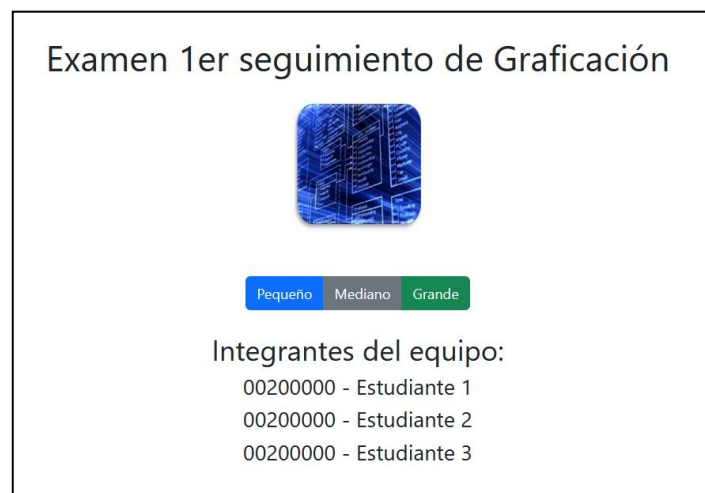 Examen 1er seguimiento de Graficación
Pequeño Mediano Grande
Integrantes del equipo:
00200000 - Estudiante 1
00200000 - Estudiante 2
00200000 - Estudiante 3